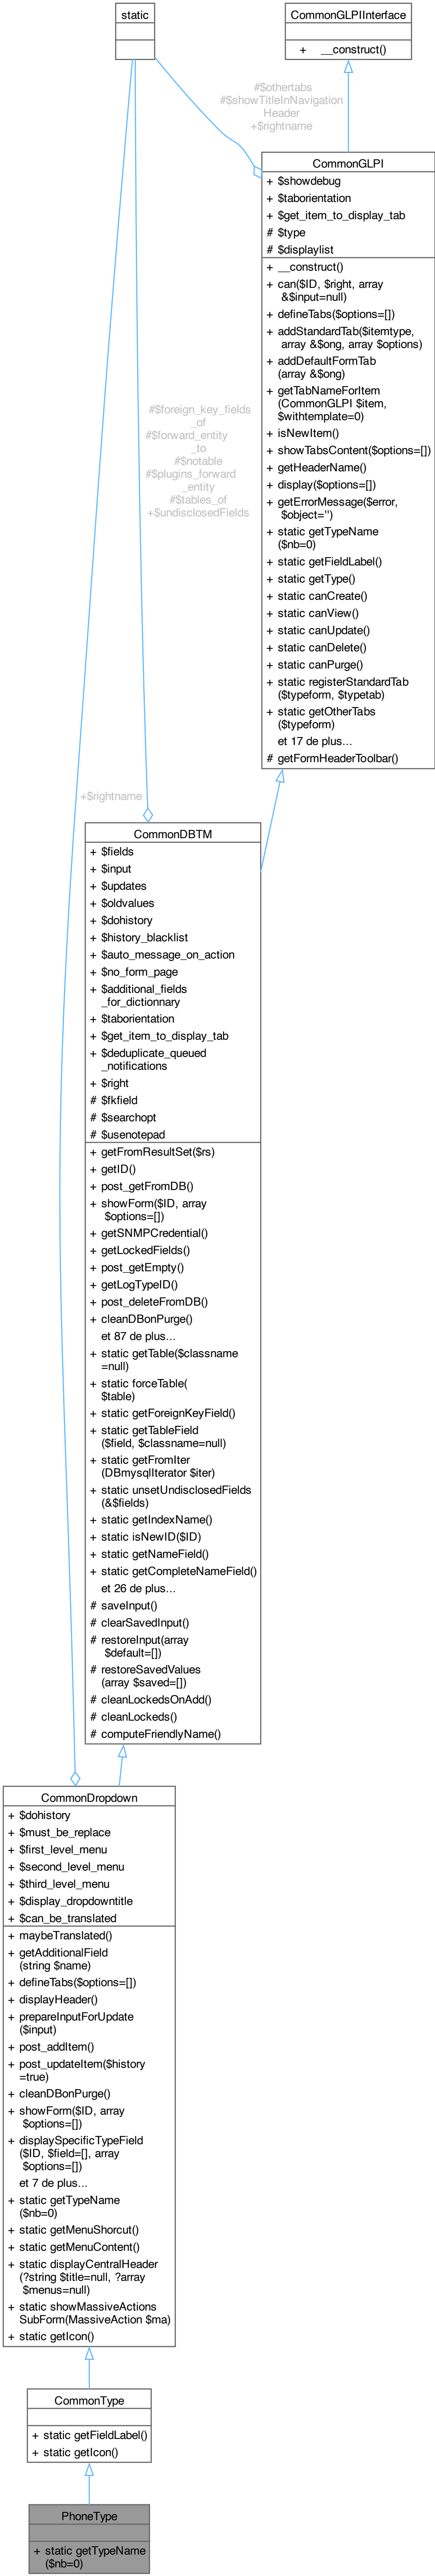 static
CommonGLPIInterface
+ __construct()
#$othertabs
#$showTitleInNavigation
Header
+$rightname
CommonGLPI
+ $showdebug
+ $taborientation
+ $get_item_to_display_tab
# $type
# $displaylist
+ __construct()
+ can($ID, $right, array
&$input=null)
+ defineTabs($options=[])
+ addStandardTab($itemtype,
array &$ong, array $options)
+ addDefaultFormTab
(array &$ong)
+ getTabNameForItem
(CommonGLPI $item,
$withtemplate=0)
+ isNewItem()
+ showTabsContent($options=[])
+ getHeaderName()
+ display($options=[])
+ getErrorMessage($error,
$object='')
+ static getTypeName
($nb=0)
+ static getFieldLabel()
+ static getType()
+ static canCreate()
+ static canView()
+ static canUpdate()
+ static canDelete()
+ static canPurge()
+ static registerStandardTab
($typeform, $typetab)
+ static getOtherTabs
($typeform)
et 17 de plus...
# getFormHeaderToolbar()
#$foreign_key_fields
_of
#$forward_entity
_to
#$notable
#$plugins_forward
_entity
#$tables_of
+$undisclosedFields
+$rightname
CommonDBTM
+ $fields
+ $input
+ $updates
+ $oldvalues
+ $dohistory
+ $history_blacklist
+ $auto_message_on_action
+ $no_form_page
+ $additional_fields
_for_dictionnary
+ $taborientation
+ $get_item_to_display_tab
+ $deduplicate_queued
_notifications
+ $right
# $fkfield
# $searchopt
# $usenotepad
+ getFromResultSet($rs)
+ getID()
+ post_getFromDB()
+ showForm($ID, array
$options=[])
+ getSNMPCredential()
+ getLockedFields()
+ post_getEmpty()
+ getLogTypeID()
+ post_deleteFromDB()
+ cleanDBonPurge()
et 87 de plus...
+ static getTable($classname
=null)
+ static forceTable(
$table)
+ static getForeignKeyField()
+ static getTableField
($field, $classname=null)
+ static getFromIter
(DBmysqlIterator $iter)
+ static unsetUndisclosedFields
(&$fields)
+ static getIndexName()
+ static isNewID($ID)
+ static getNameField()
+ static getCompleteNameField()
et 26 de plus...
# saveInput()
# clearSavedInput()
# restoreInput(array
$default=[])
# restoreSavedValues
(array $saved=[])
# cleanLockedsOnAdd()
# cleanLockeds()
# computeFriendlyName()
CommonDropdown
+ $dohistory
+ $must_be_replace
+ $first_level_menu
+ $second_level_menu
+ $third_level_menu
+ $display_dropdowntitle
+ $can_be_translated
+ maybeTranslated()
+ getAdditionalField
(string $name)
+ defineTabs($options=[])
+ displayHeader()
+ prepareInputForUpdate
($input)
+ post_addItem()
+ post_updateItem($history
=true)
+ cleanDBonPurge()
+ showForm($ID, array
$options=[])
+ displaySpecificTypeField
($ID, $field=[], array
$options=[])
et 7 de plus...
+ static getTypeName
($nb=0)
+ static getMenuShorcut()
+ static getMenuContent()
+ static displayCentralHeader
(?string $title=null, ?array
$menus=null)
+ static showMassiveActions
SubForm(MassiveAction $ma)
+ static getIcon()
CommonType
+ static getFieldLabel()
+ static getIcon()
PhoneType
+ static getTypeName
($nb=0)